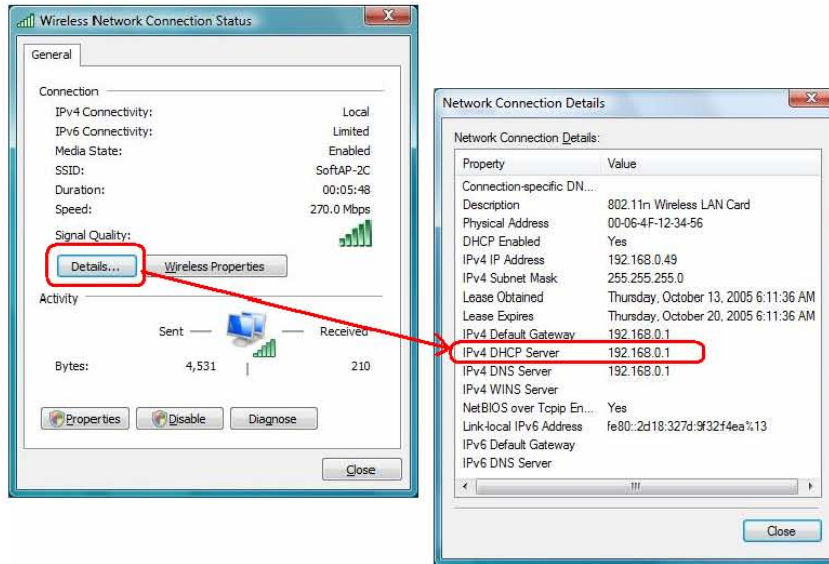 Wireless Network Connection Status
General
Connection
IPv4 Connectivity: Local
IPv6 Connectivity: Limited
Media State: Enabled
SSID: SoftAP-2C
Duration: 00:05:48
Speed: 270.0 Mbps
Signal Quality:
Details... Wireless Properties
Activity
Sent — — Received
Bytes: 4,531 | 210
Properties Disable Diagnose
Close
Network Connection Details
Network Connection Details:
Property Value
Connection-specific DN...
Description 802.11n Wireless LAN Card
Physical Address 00-06-4F-12-34-56
DHCP Enabled Yes
IPv4 IP Address 192.168.0.49
IPv4 Subnet Mask 255.255.255.0
Lease Obtained Thursday, October 13, 2005 6:11:36 AM
Lease Expires Thursday, October 20, 2005 6:11:36 AM
IPv4 Default Gateway 192.168.0.1
IPv4 DHCP Server 192.168.0.1
IPv4 DNS Server 192.168.0.1
IPv4 WINS Server
NetBIOS over Tcpip En... Yes
Link-local IPv6 Address fe80::2d18:327d:9f32:f4ea%13
IPv6 Default Gateway
IPv6 DNS Server
Close